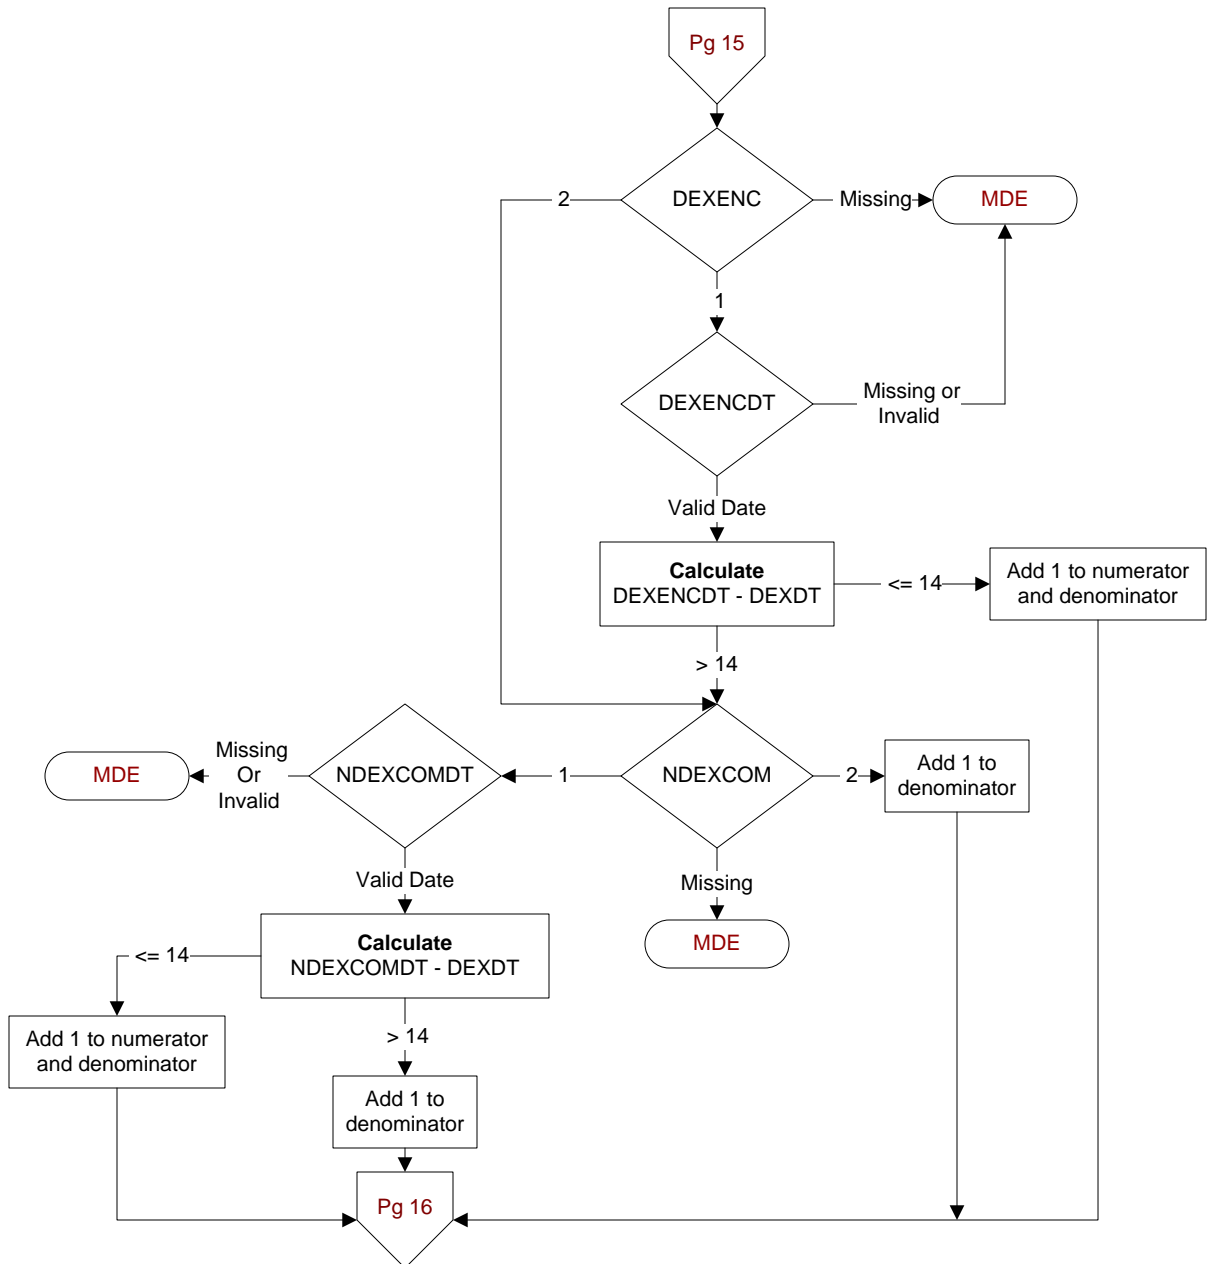 Pg 15
DEXENC
2
Missing
MDE
1
DEXENCDT
Missing or
Invalid
Valid Date
Calculate
DEXENCDT - DEXDT
<= 14
Add 1 to numerator
and denominator
> 14
NDEXCOM
1
NDEXCOMDT
Missing
Or
Invalid
MDE
2
Add 1 to
denominator
Missing
MDE
Valid Date
Calculate
NDEXCOMDT - DEXDT
<= 14
Add 1 to numerator
and denominator
> 14
Add 1 to
denominator
Pg 16